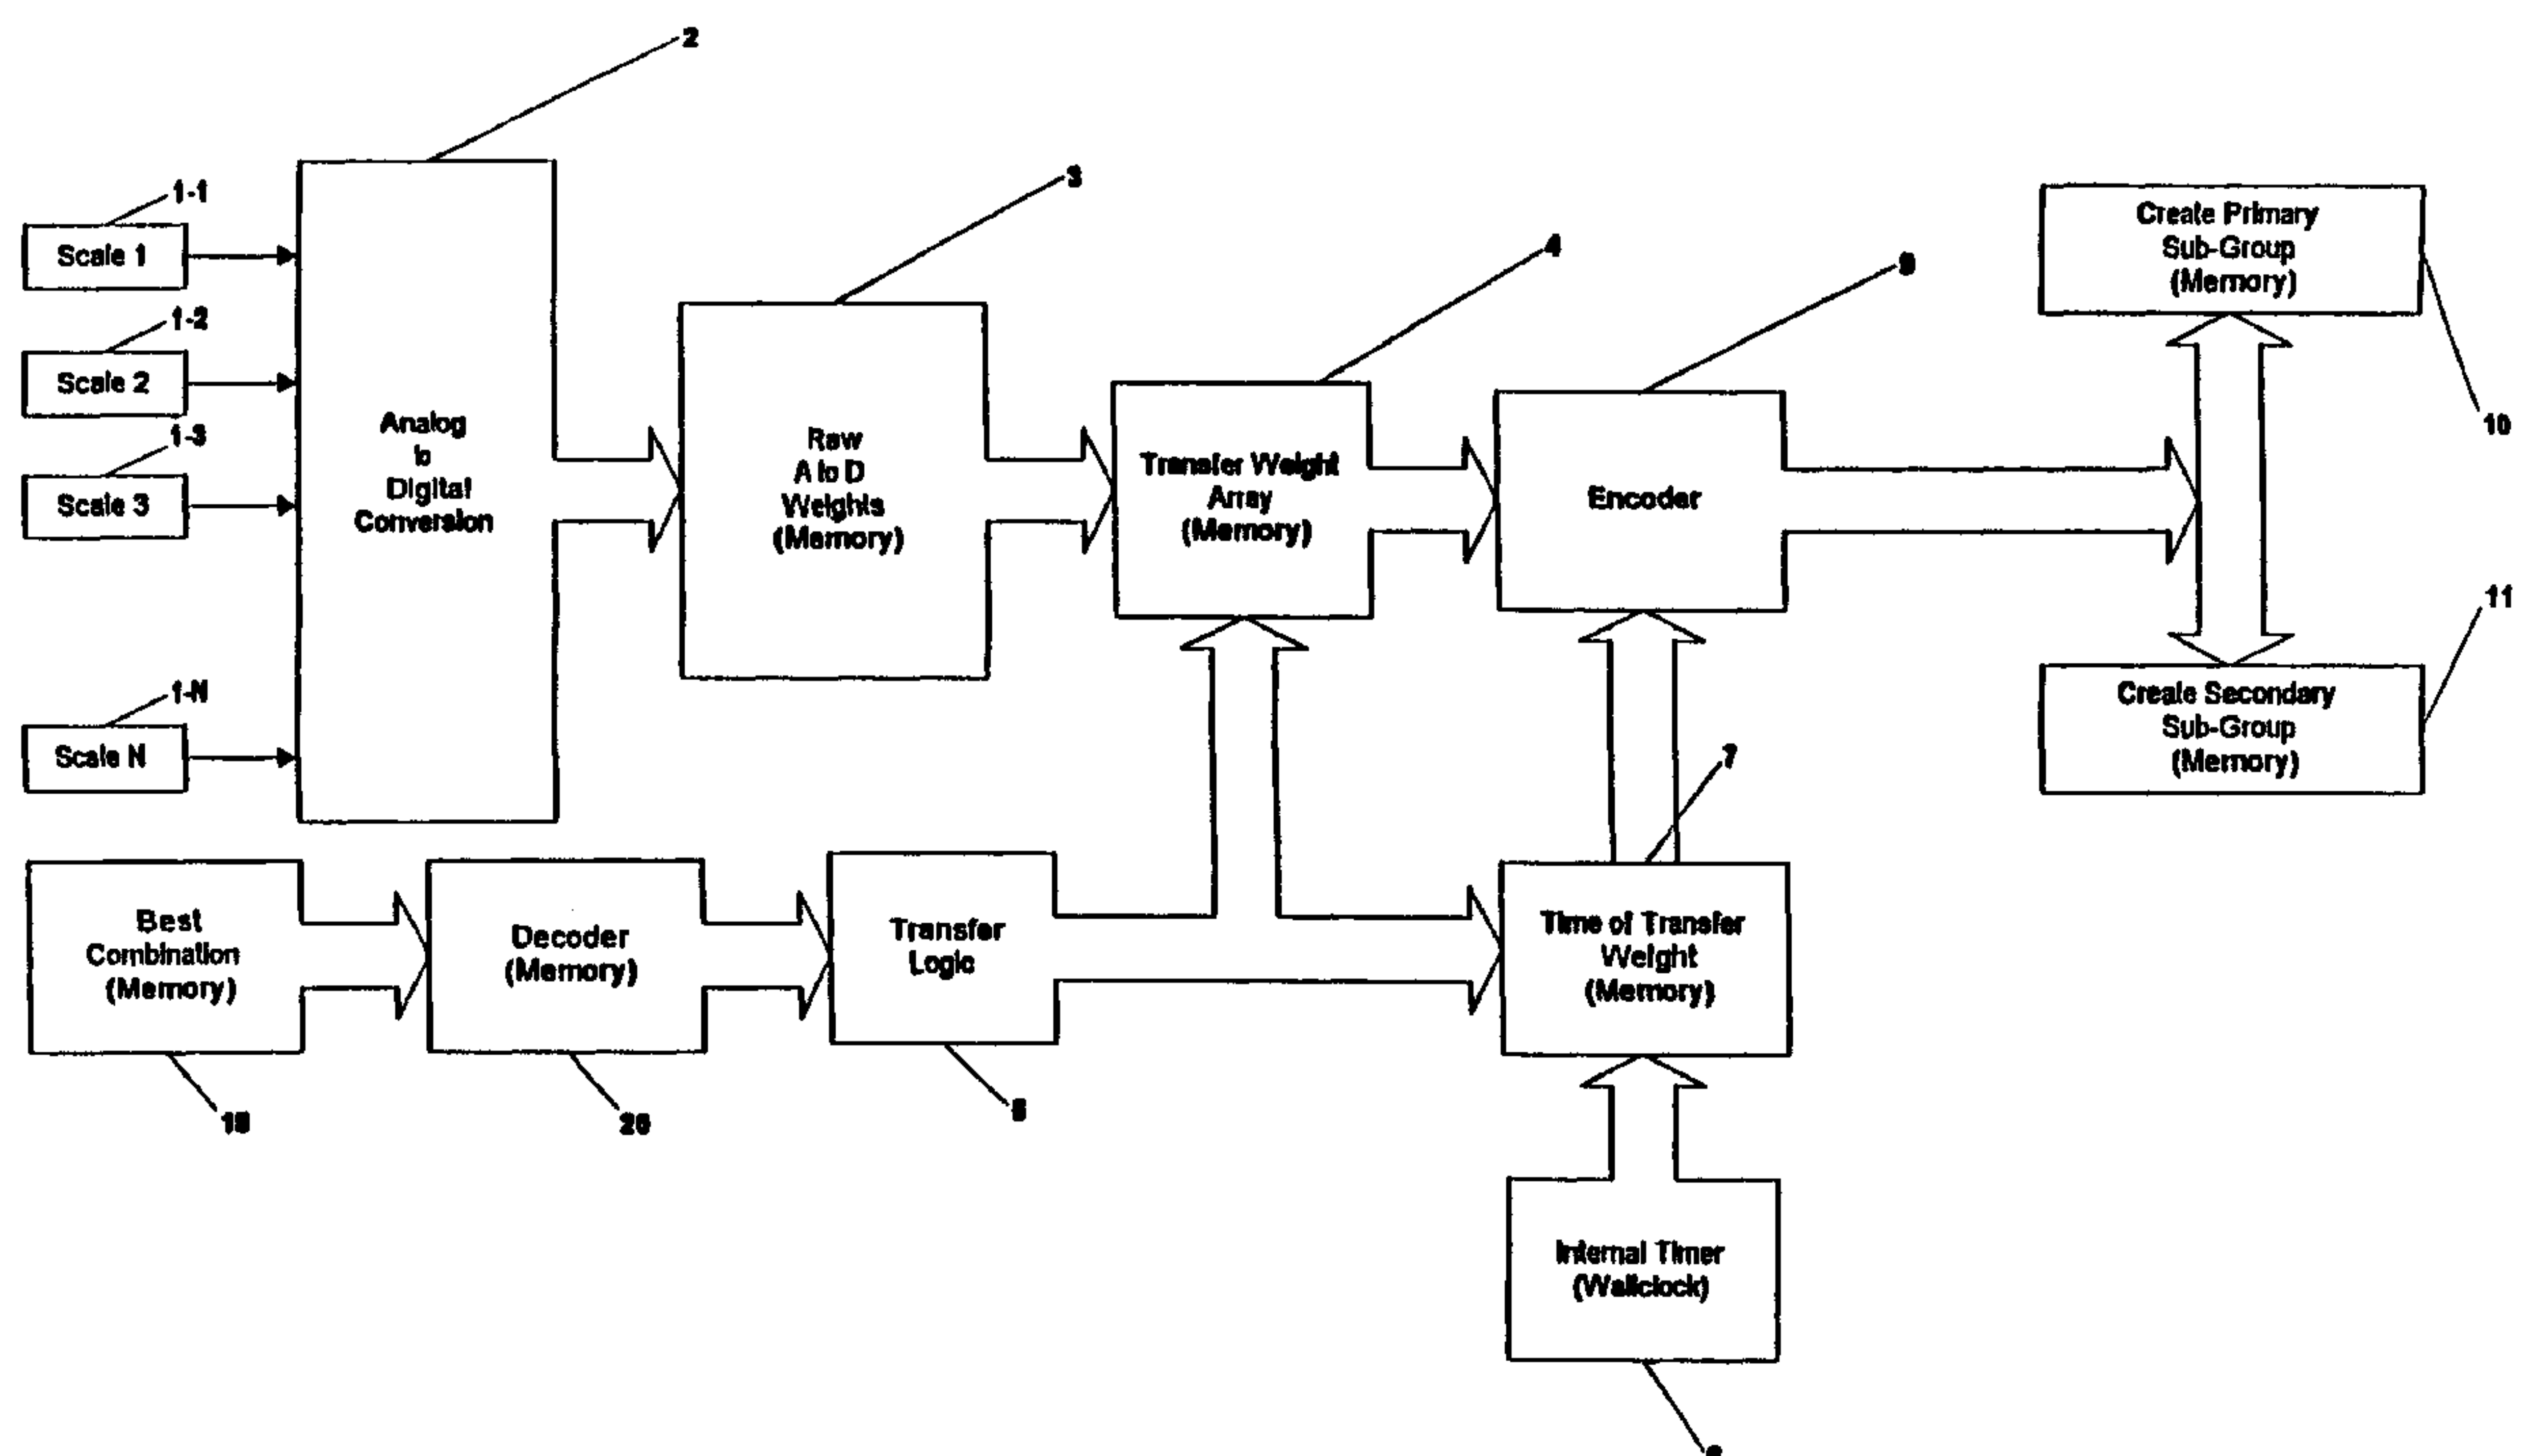 2
1-1
Scale 1
1-2
Scale 2
1-3
Scale 3
1-N
Scale N
Analog
to
Digital
Conversion
3
Raw
A to D
Weights
(Memory)
4
Transfer Weight
Array
(Memory)
9
Encoder
Create Primary
Sub-Group
(Memory)
10
11
Create Secondary
Sub-Group
(Memory)
7
Best
Combination
(Memory)
Decoder
(Memory)
20
Transfer
Logic
Time of Transfer
Weight
(Memory)
Internal Timer
(Wallclock)